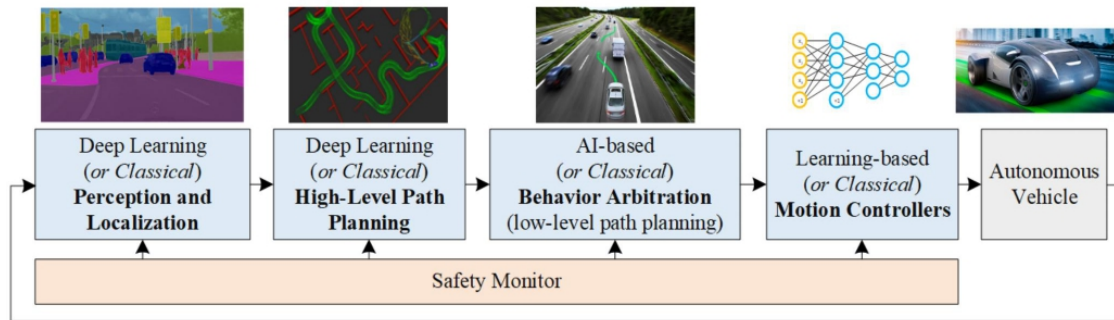 Deep Learning
(or Classical)
Perception and
Localization
Deep Learning
(or Classical)
High-Level Path
Planning
AI-based
(or Classical)
Behavior Arbitration
(low-level path planning)
Learning-based
(or Classical)
Motion Controllers
Autonomous
Vehicle
Safety Monitor